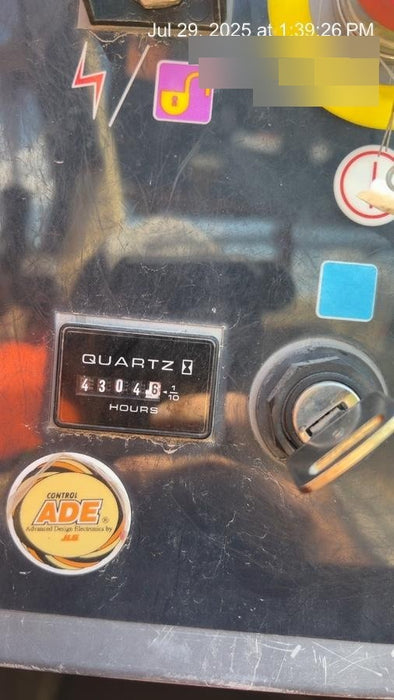 Jul 29, 2025 at 1:39:26 PM
QUARTZ
43046 1/10
HOURS
CONTROL
ADE®
Advanced Design Electronics by
JLG